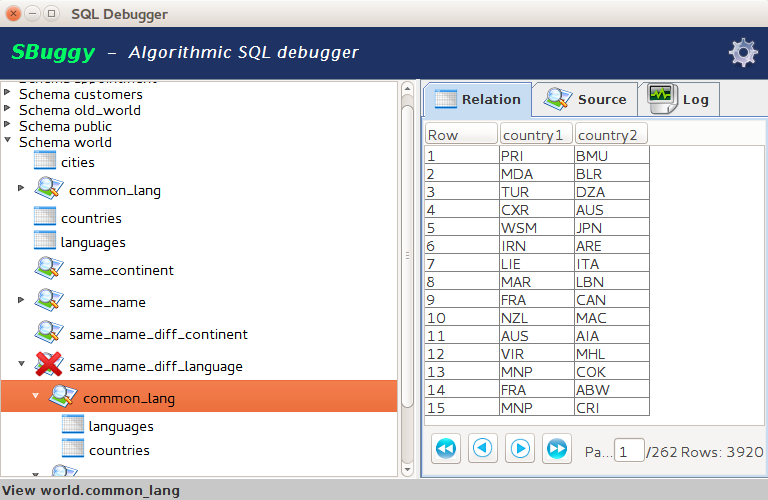 SQL Debugger
SBuggy – Algorithmic SQL debugger
Schema appointment
Schema customers
Schema old_world
Schema public
Schema world
cities
common_lang
countries
languages
same_continent
same_name
same_name_diff_continent
same_name_diff_language
common_lang
languages
countries
Relation Source Log
Row country1 country2
1 PRI BMU
2 MDA BLR
3 TUR DZA
4 CXR AUS
5 WSM JPN
6 IRN ARE
7 LIE ITA
8 MAR LBN
9 FRA CAN
10 NZL MAC
11 AUS AIA
12 VIR MHL
13 MNP COK
14 FRA ABW
15 MNP CRI
Pa... 1 /262 Rows: 3920
View world.common_lang